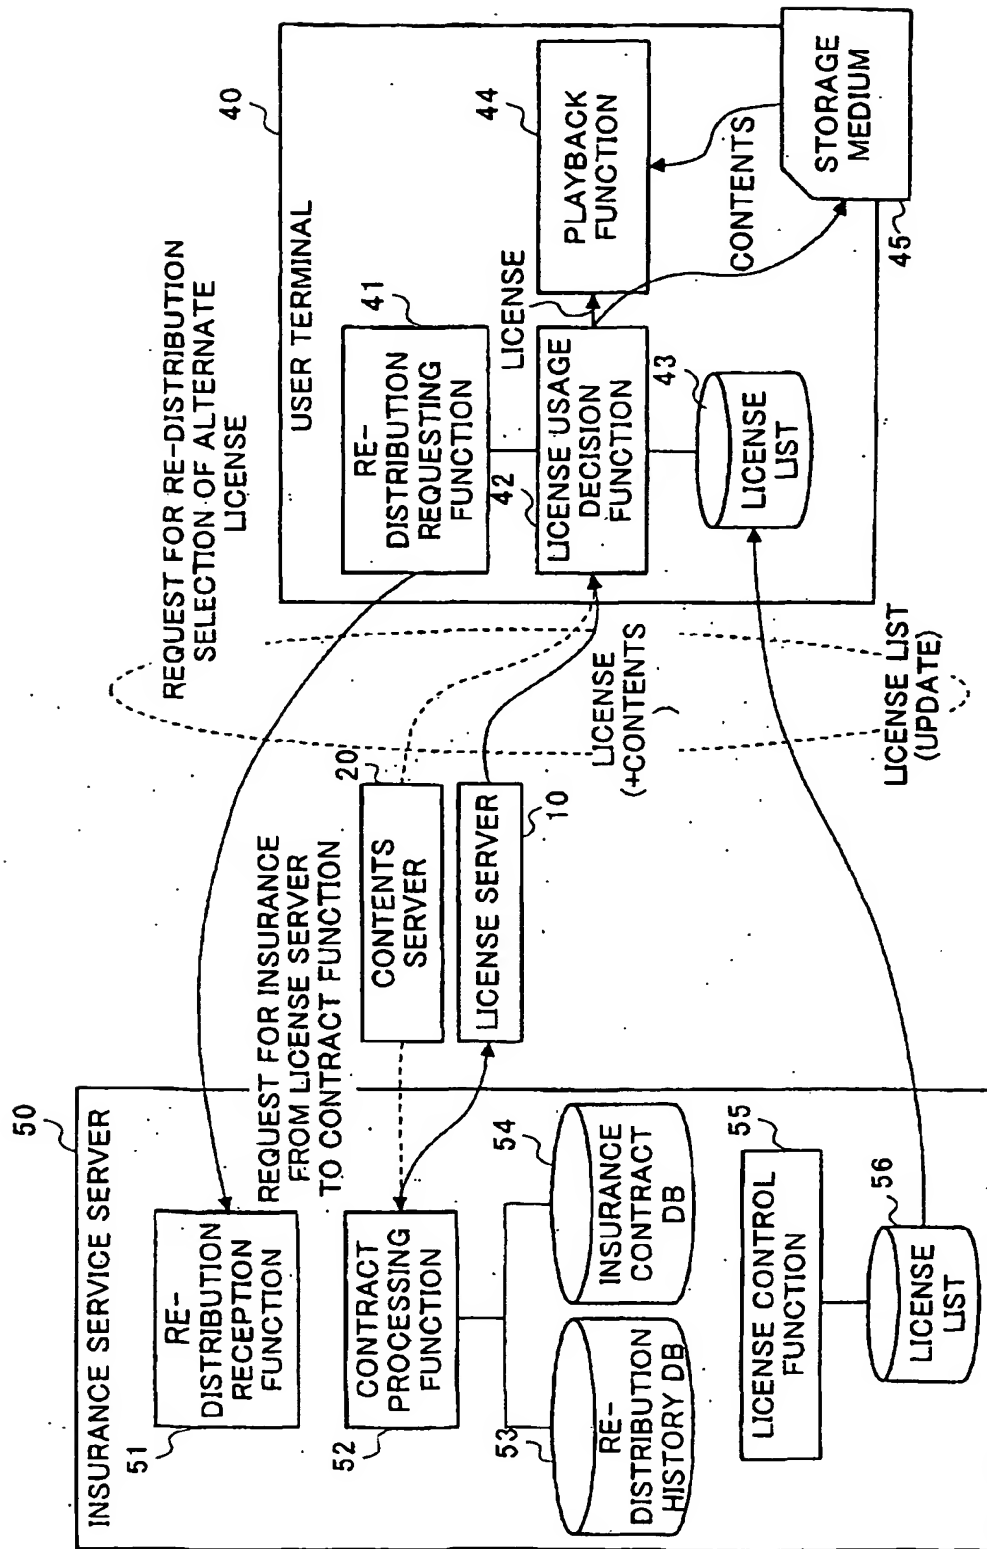 50
INSURANCE SERVICE SERVER
RE-
DISTRIBUTION
RECEPTION
FUNCTION
51
CONTRACT
PROCESSING
FUNCTION
52
RE-
DISTRIBUTION
HISTORY DB
53
INSURANCE
CONTRACT
DB
54
LICENSE CONTROL
FUNCTION
55
LICENSE
LIST
56
REQUEST FOR INSURANCE
FROM LICENSE SERVER
TO CONTRACT FUNCTION
CONTENTS
SERVER
20
LICENSE SERVER
10
REQUEST FOR RE-DISTRIBUTION
SELECTION OF ALTERNATE
LICENSE
LICENSE
(+CONTENTS
)
LICENSE LIST
(UPDATE)
40
USER TERMINAL
RE-
DISTRIBUTION
REQUESTING
FUNCTION
41
LICENSE USAGE
DECISION
FUNCTION
42
LICENSE
LIST
43
LICENSE
PLAYBACK
FUNCTION
44
CONTENTS
STORAGE
MEDIUM
45